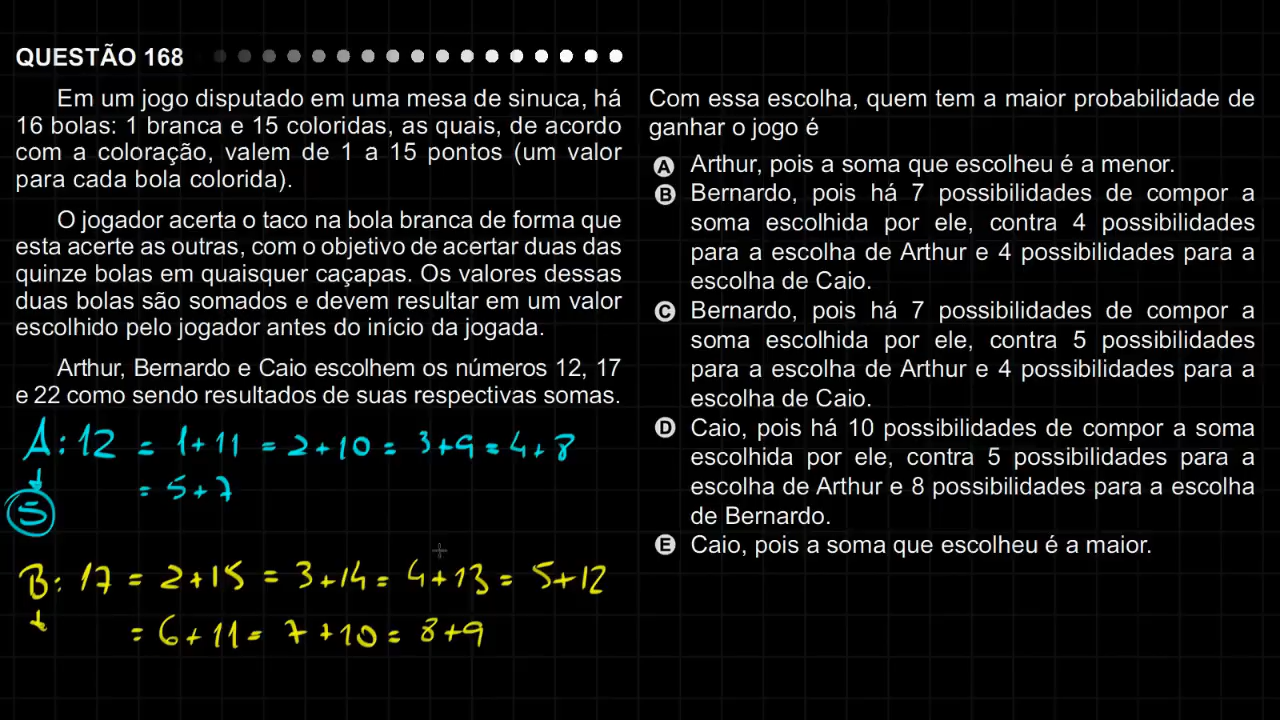 QUESTÃO 168
Em um jogo disputado em uma mesa de sinuca, há
16 bolas: 1 branca e 15 coloridas, as quais, de acordo
com a coloração, valem de 1 a 15 pontos (um valor
para cada bola colorida).
O jogador acerta o taco na bola branca de forma que
esta acerte as outras, com o objetivo de acertar duas das
quinze bolas em quaisquer caçapas. Os valores dessas
duas bolas são somados e devem resultar em um valor
escolhido pelo jogador antes do início da jogada.
Arthur, Bernardo e Caio escolhem os números 12, 17
e 22 como sendo resultados de suas respectivas somas.
A: 12 = 1+11 = 2+10 = 3+9 = 4+8
= 5+7
5
B: 17 = 2+15 = 3+14 = 4+13 = 5+12
= 6+11 = 7+10 = 8+9
Com essa escolha, quem tem a maior probabilidade de
ganhar o jogo é
A Arthur, pois a soma que escolheu é a menor.
B Bernardo, pois há 7 possibilidades de compor a
soma escolhida por ele, contra 4 possibilidades
para a escolha de Arthur e 4 possibilidades para a
escolha de Caio.
C Bernardo, pois há 7 possibilidades de compor a
soma escolhida por ele, contra 5 possibilidades
para a escolha de Arthur e 4 possibilidades para a
escolha de Caio.
D Caio, pois há 10 possibilidades de compor a soma
escolhida por ele, contra 5 possibilidades para a
escolha de Arthur e 8 possibilidades para a escolha
de Bernardo.
E Caio, pois a soma que escolheu é a maior.